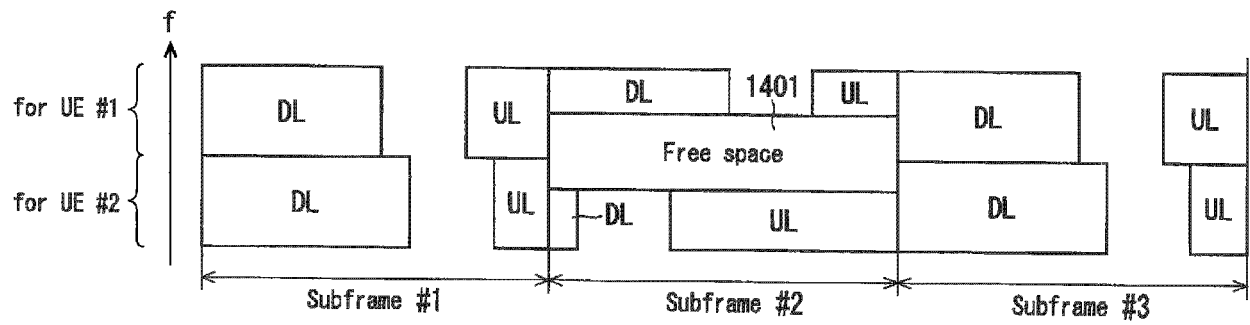 f
for UE #1
DL
UL
DL
1401
UL
DL
UL
Free space
for UE #2
DL
UL
DL
UL
DL
UL
Subframe #1
Subframe #2
Subframe #3